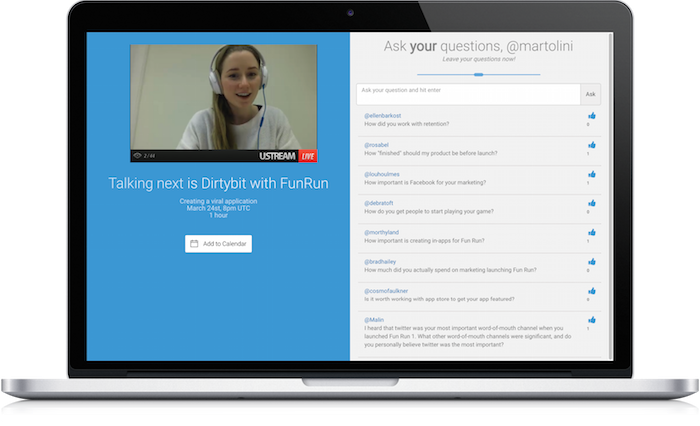 USTREAM LIVE
Talking next is Dirtybit with FunRun
Creating a viral application
March 24st, 8pm UTC
1 hour
Add to Calendar
Ask your questions, @martolini
Leave your questions now!
Ask your question and hit enter
Ask
@ellenbarkost
How did you work with retention?
@rosabel
How "finished" should my product be before launch?
1
@louhoulmes
How important is Facebook for your marketing?
1
@debratoft
How do you get people to start playing your game?
@morthyland
How important is creating in-apps for Fun Run?
1
@bradhailey
How much did you actually spend on marketing launching Fun Run?
@cosmofaulkner
Is it worth working with app store to get your app featured?
@Malin
I heard that twitter was your most important word-of-mouth channel when you
launched Fun Run 1. What other word-of-mouth channels were significant, and do
you personally believe twitter was the most important?
1